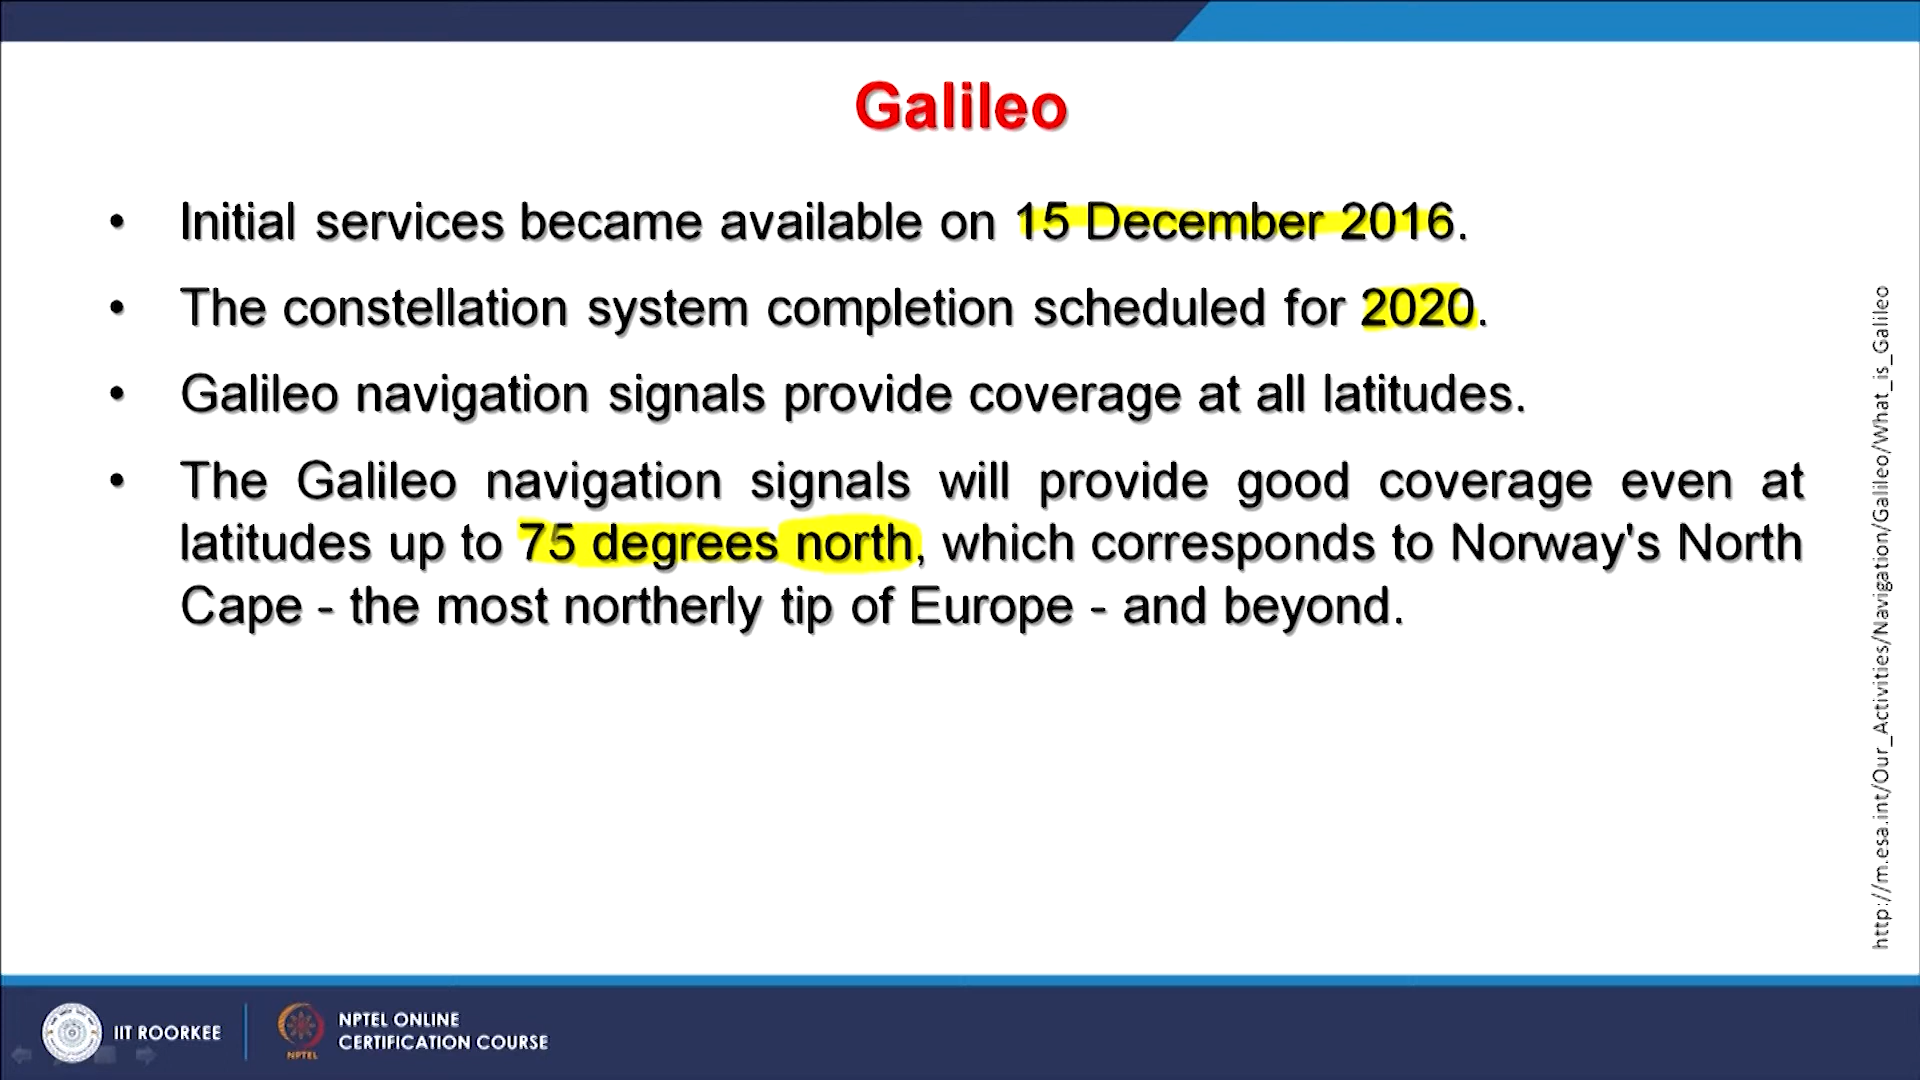 Galileo
• Initial services became available on 15 December 2016.
• The constellation system completion scheduled for 2020.
• Galileo navigation signals provide coverage at all latitudes.
• The Galileo navigation signals will provide good coverage even at
latitudes up to 75 degrees north, which corresponds to Norway's North
Cape - the most northerly tip of Europe - and beyond.
http://m.esa.int/Our_Activities/Navigation/Galileo/What_is_Galileo
IIT ROORKEE
NPTEL
NPTEL ONLINE
CERTIFICATION COURSE